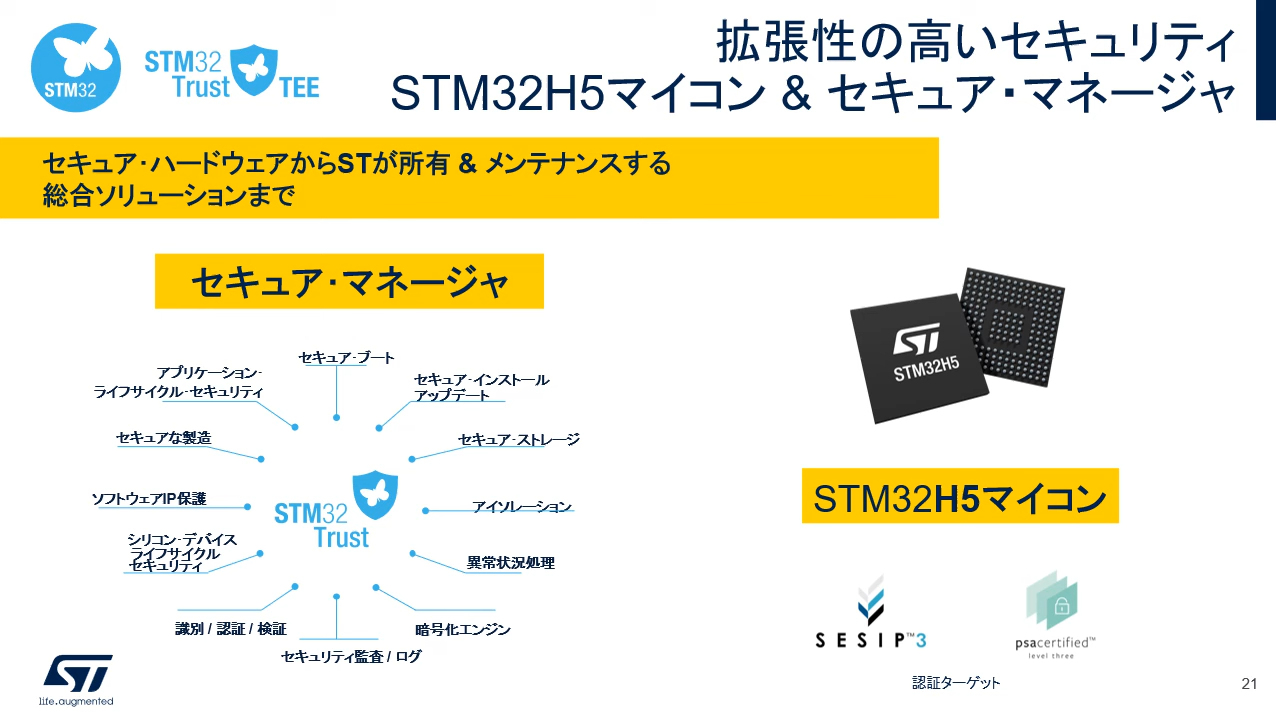 拡張性の高いセキュリティ
STM32H5マイコン & セキュア・マネージャ
STM32
STM32
Trust
TEE
セキュア・ハードウェアからSTが所有 & メンテナンスする
総合ソリューションまで
セキュア・マネージャ
セキュア・ブート
アプリケーション・
ライフサイクル・セキュリティ
セキュア・インストール
アップデート
セキュアな製造
セキュア・ストレージ
ソフトウェアIP保護
アイソレーション
STM32
Trust
シリコン・デバイス
ライフサイクル
セキュリティ
異常状況処理
識別 / 認証 / 検証
暗号化エンジン
セキュリティ監査 / ログ
ST
STM32H5
STM32H5マイコン
SESIP™3
psacertified™
level three
認証ターゲット
ST
life.augmented
21